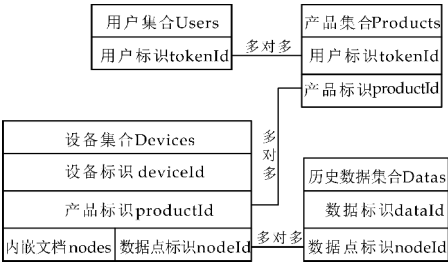 用户集合Users
用户标识tokenId
多对多
产品集合Products
用户标识tokenId
产品标识productId
多对多
设备集合Devices
设备标识 deviceId
产品标识productId
内嵌文档nodes
数据点标识nodeId
多对多
历史数据集合Datas
数据标识dataId
数据点标识nodeId